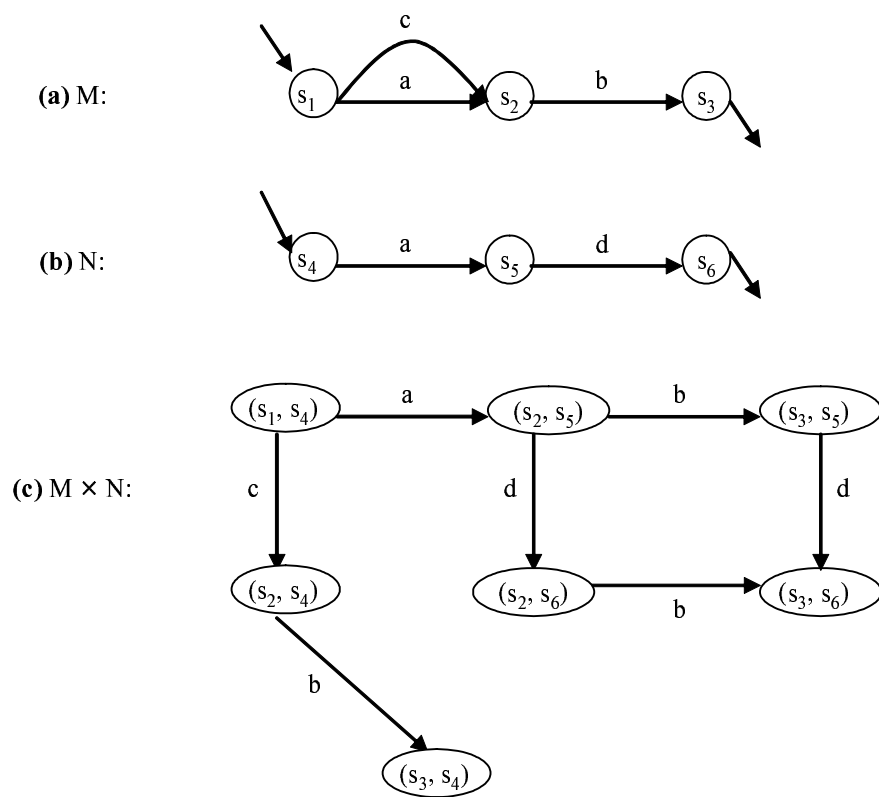 c
(a) M:
s1
a
s2
b
s3
(b) N:
s4
a
s5
d
s6
(c) M × N:
(s1, s4)
a
(s2, s5)
b
(s3, s5)
c
d
d
(s2, s4)
(s2, s6)
b
(s3, s6)
b
(s3, s4)